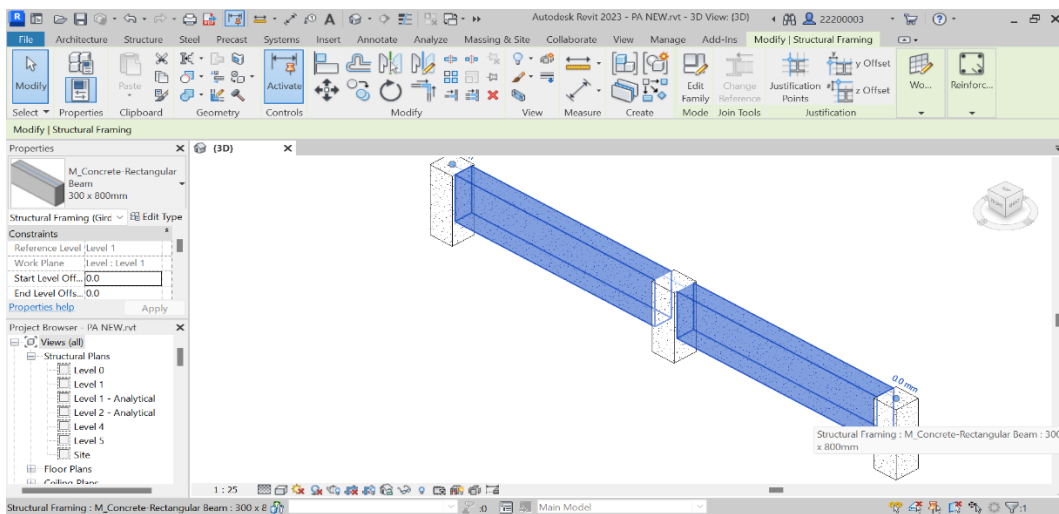 Autodesk Revit 2023 - PA NEW.rvt - 3D View: {3D}
22200003
File Architecture Structure Steel Precast Systems Insert Annotate Analyze Massing & Site Collaborate View Manage Add-Ins Modify | Structural Framing
Modify
Paste
Activate
Edit Family
Change Reference
Justification Points
y Offset
z Offset
Wo...
Reinforc...
Select Properties Clipboard Geometry Controls Modify View Measure Create Mode Join Tools Justification
Modify | Structural Framing
Properties
{3D}
M_Concrete-Rectangular
Beam
300 x 800mm
Structural Framing (Gird
Edit Type
Constraints
Reference Level Level 1
Work Plane Level : Level 1
Start Level Off... 0.0
End Level Offs... 0.0
Properties help Apply
Project Browser - PA NEW.rvt
Views (all)
Structural Plans
Level 0
Level 1
Level 1 - Analytical
Level 2 - Analytical
Level 4
Level 5
Site
Floor Plans
Ceiling Plans
0.0 mm
Structural Framing : M_Concrete-Rectangular Beam : 300
x 800mm
1 : 25
Structural Framing : M_Concrete-Rectangular Beam : 300 x 8
:0
Main Model
:1